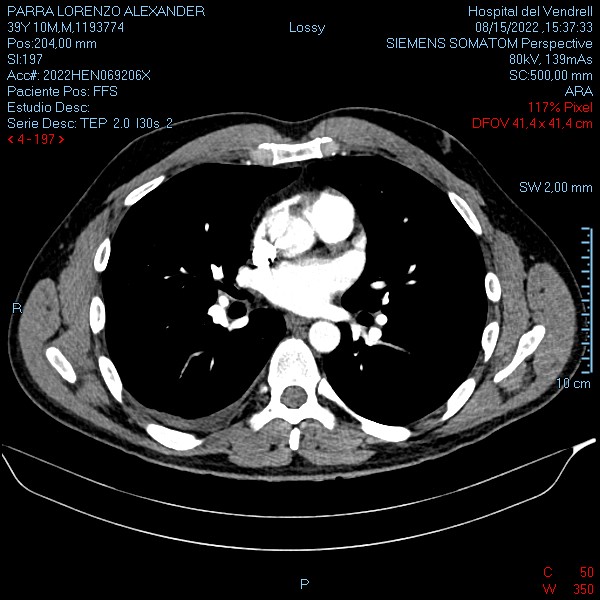 PARRA LORENZO ALEXANDER
39Y 10M,M,1193774
Pos:204,00 mm
SI:197
Acc#: 2022HEN069206X
Paciente Pos: FFS
Estudio Desc:
Serie Desc: TEP 2.0 I30s_2
< 4 - 197 >
Lossy
Hospital del Vendrell
08/15/2022 ,15:37:33
SIEMENS SOMATOM Perspective
80kV, 139mAs
SC:500,00 mm
ARA
117% Pixel
DFOV 41,4 x 41,4 cm
SW 2,00 mm
R
10 cm
P
C 50
W 350